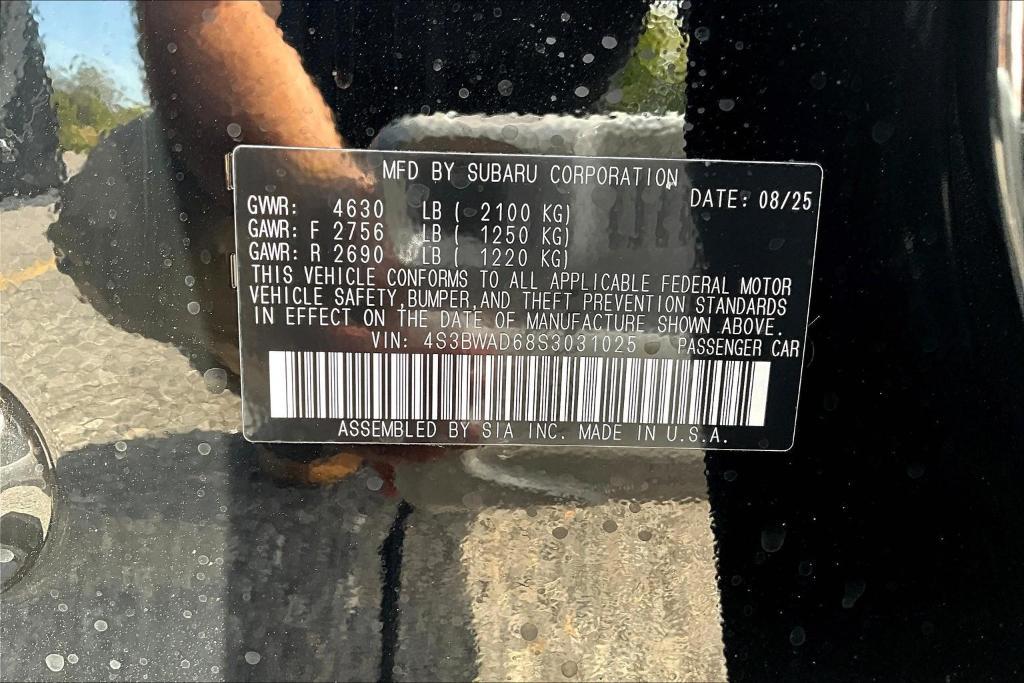 MFD BY SUBARU CORPORATION
DATE: 08/25
GVWR: 4630 LB ( 2100 KG)
GAWR: F 2756 LB ( 1250 KG)
GAWR: R 2690 LB ( 1220 KG)
THIS VEHICLE CONFORMS TO ALL APPLICABLE FEDERAL MOTOR
VEHICLE SAFETY,BUMPER,AND THEFT PREVENTION STANDARDS
IN EFFECT ON THE DATE OF MANUFACTURE SHOWN ABOVE.
VIN: 4S3BWAD68S3031025 PASSENGER CAR
ASSEMBLED BY SIA INC. MADE IN U.S.A.